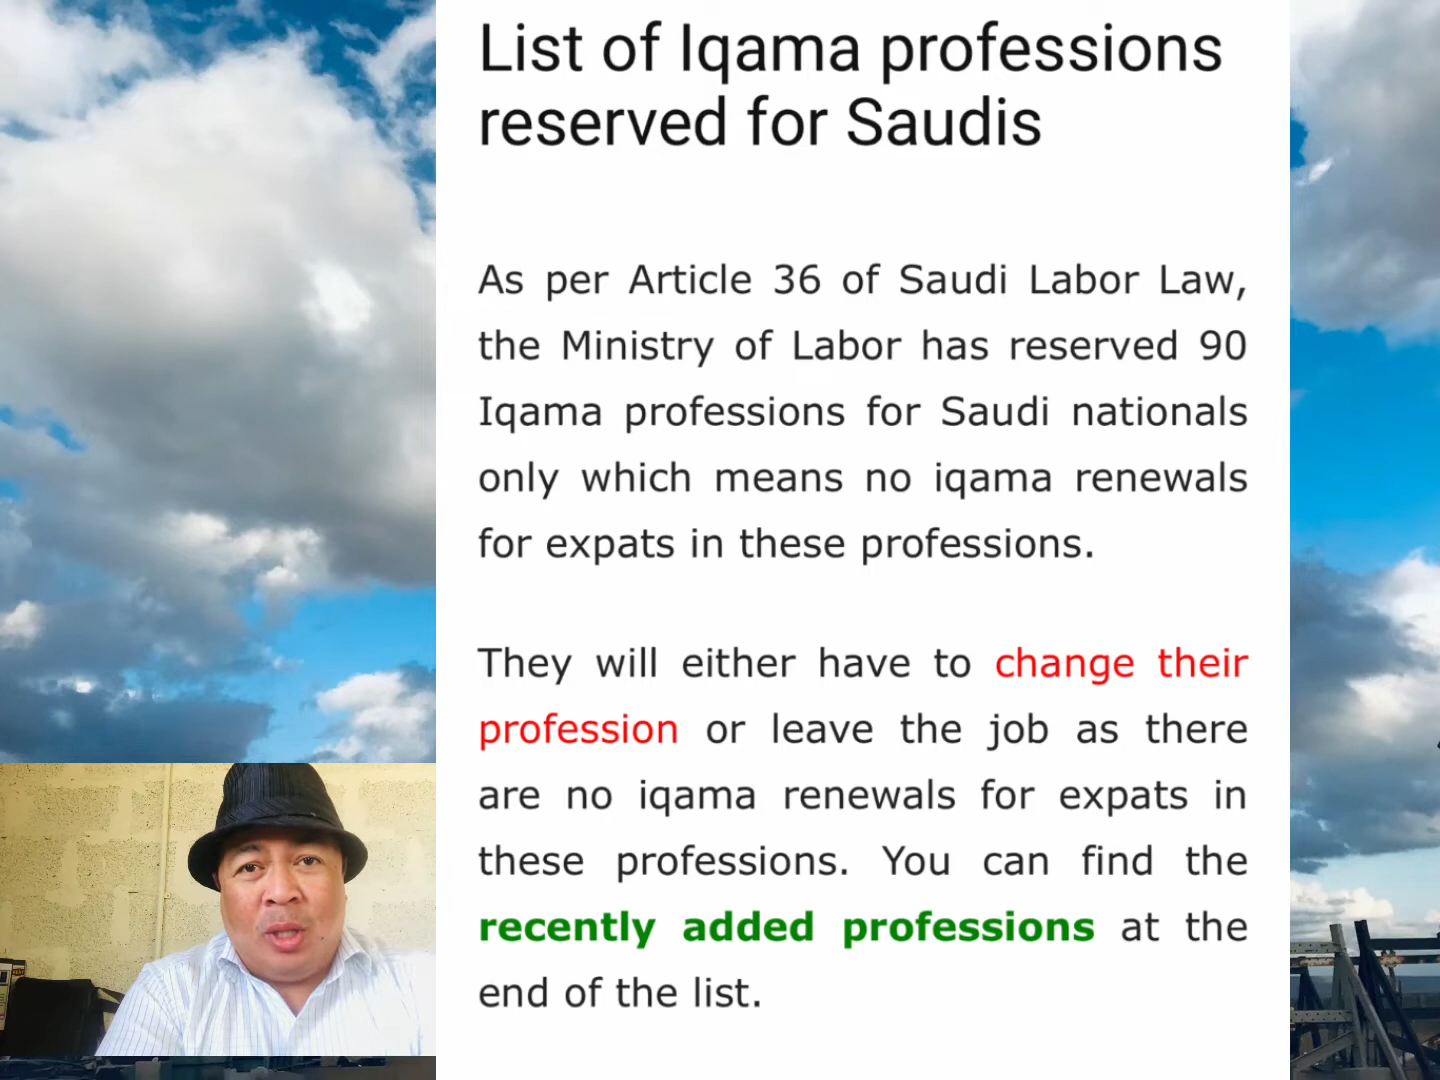 List of Iqama professions
reserved for Saudis
As per Article 36 of Saudi Labor Law,
the Ministry of Labor has reserved 90
Iqama professions for Saudi nationals
only which means no iqama renewals
for expats in these professions.
They will either have to change their
profession or leave the job as there
are no iqama renewals for expats in
these professions. You can find the
recently added professions at the
end of the list.